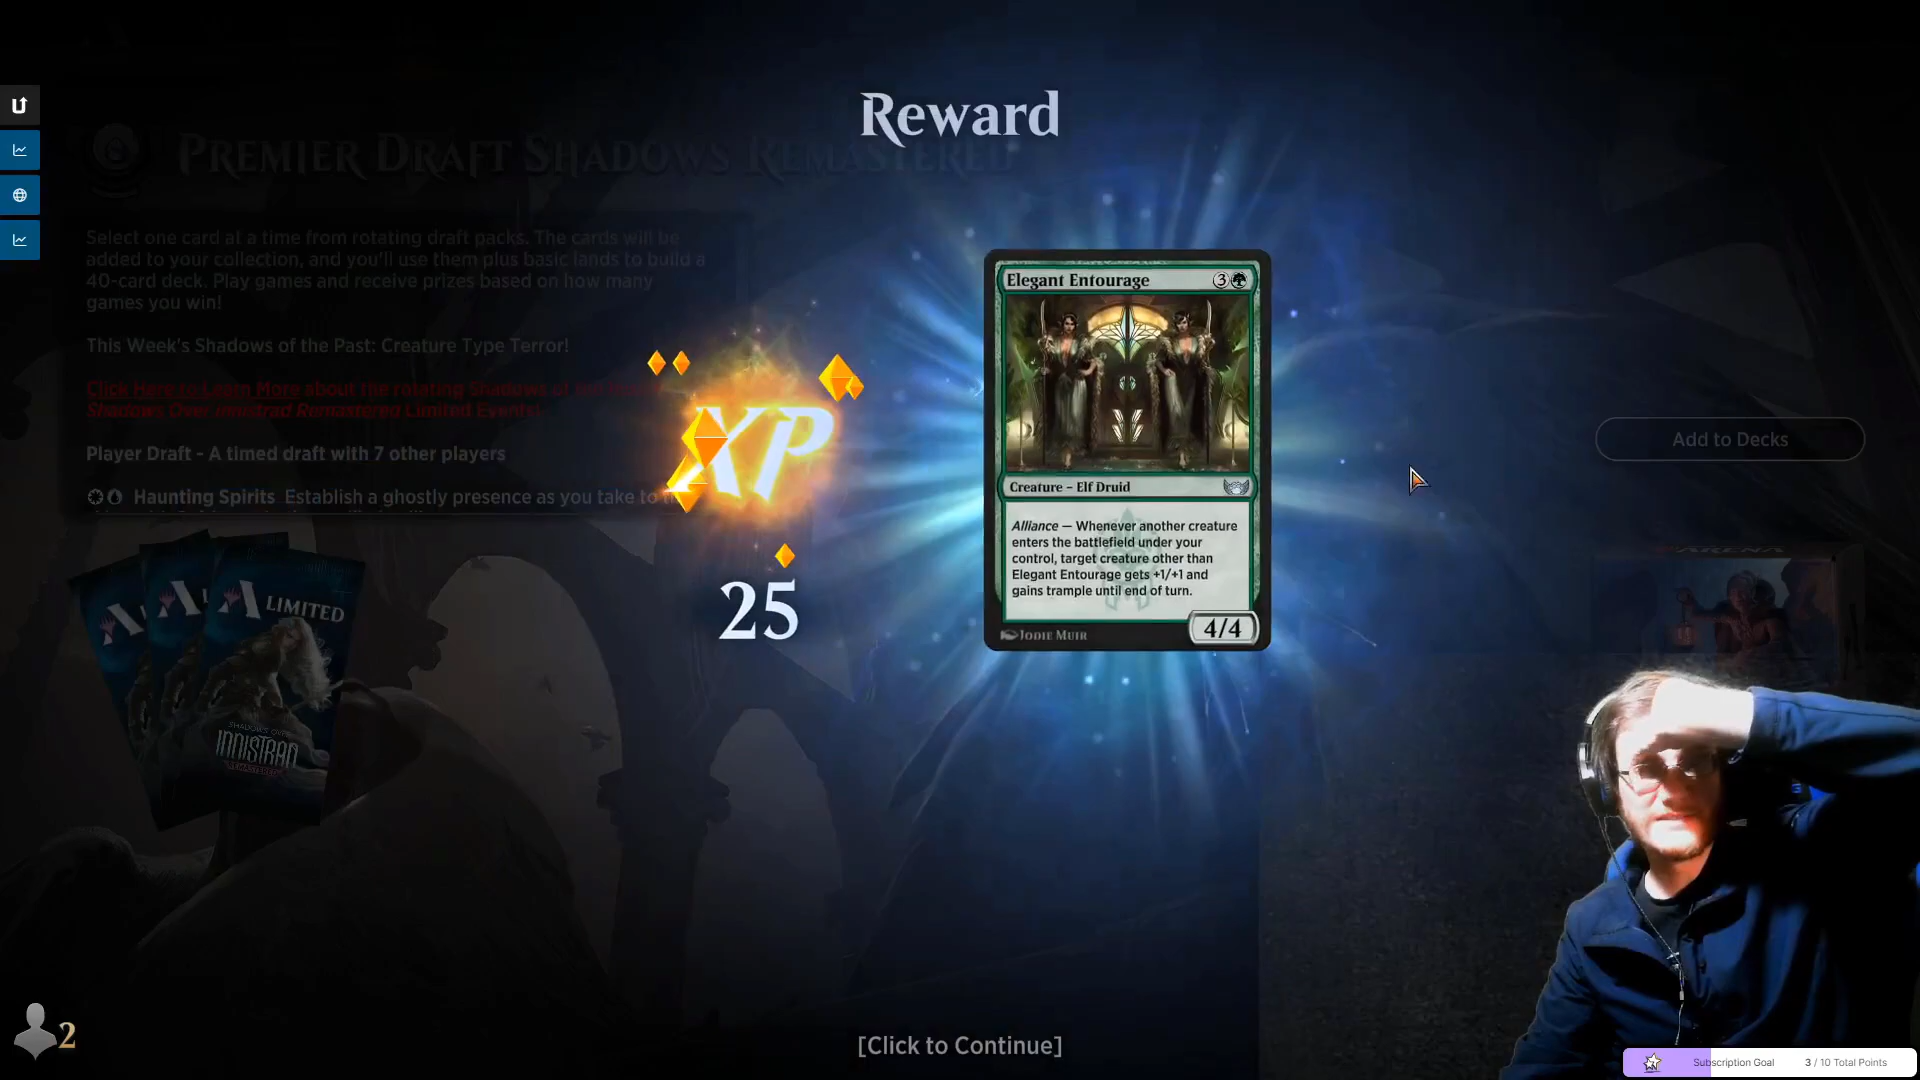 Reward
PREMIER DRAFT SHADOWS REMASTERED
Select one card at a time from rotating draft packs. The cards will be
added to your collection, and you'll use them plus basic lands to build a
40-card deck. Play games and receive prizes based on how many
games you win!
This Week's Shadows of the Past: Creature Type Terror!
Click Here to Learn More about the rotating Shadows of
Shadows Over Innistrad Remastered Limited Events!
Player Draft - A timed draft with 7 other players
Haunting Spirits Establish a ghostly presence as you take to
XP
25
Elegant Entourage 3
Creature – Elf Druid
Alliance — Whenever another creature
enters the battlefield under your
control, target creature other than
Elegant Entourage gets +1/+1 and
gains trample until end of turn.
JODIE MUIR
4/4
Add to Decks
ARENA
LIMITED
SHADOWS OVER
INNISTRAD
REMASTERED
2
[Click to Continue]
Subscription Goal 3 / 10 Total Points